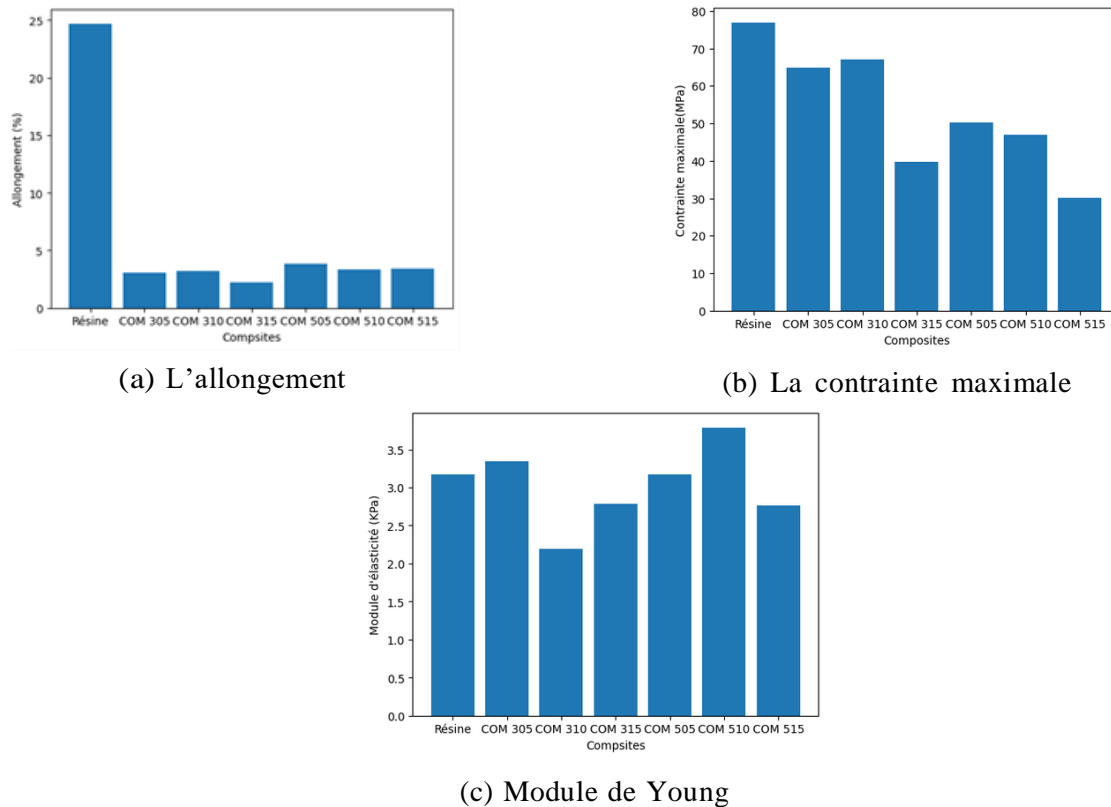 25
20
15
10
5
0
Allongement (%)
Résine COM 305 COM 310 COM 315 COM 505 COM 510 COM 515
Compsites
(a) L'allongement
80
70
60
50
40
30
20
10
0
Contrainte maximale(MPa)
Résine COM 305 COM 310 COM 315 COM 505 COM 510 COM 515
Composites
(b) La contrainte maximale
3.5
3.0
2.5
2.0
1.5
1.0
0.5
0.0
Module d'élasticité (KPa)
Résine COM 305 COM 310 COM 315 COM 505 COM 510 COM 515
Compsites
(c) Module de Young